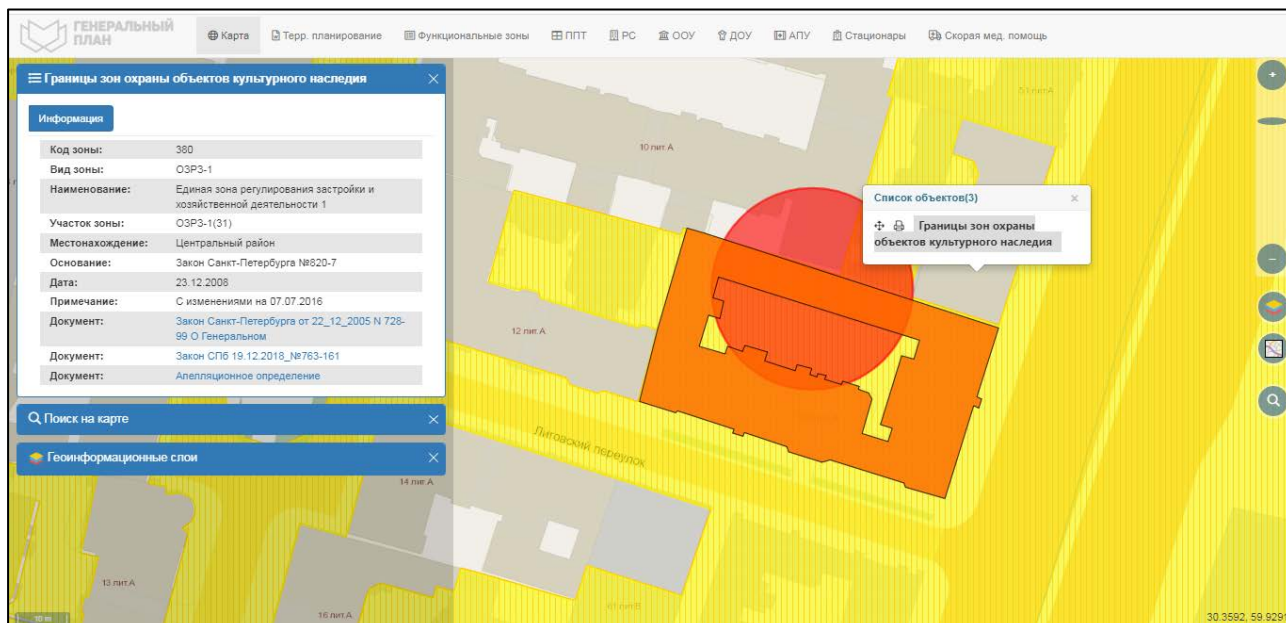 ГЕНЕРАЛЬНЫЙ
ПЛАН
Карта
Терр. планирование
Функциональные зоны
ППТ
РС
ООУ
ДОУ
АПУ
Стационары
Скорая мед. помощь
Границы зон охраны объектов культурного наследия
Информация
Код зоны: 380
Вид зоны: ОЗРЗ-1
Наименование: Единая зона регулирования застройки и
хозяйственной деятельности 1
Участок зоны: ОЗРЗ-1(31)
Местонахождение: Центральный район
Основание: Закон Санкт-Петербурга №820-7
Дата: 23.12.2008
Примечание: С изменениями на 07.07.2016
Документ: Закон Санкт-Петербурга от 22_12_2005 N 728-
99 О Генеральном
Документ: Закон СПб 19.12.2018_№763-161
Документ: Апелляционное определение
Поиск на карте
Геоинформационные слои
10 лит.А
Список объектов(3)
Границы зон охраны
объектов культурного наследия
12 лит.А
Лиговский переулок
14 лит.А
13 лит.А
16 лит.А
61 лит.В
10 m
30.3592, 59.9291